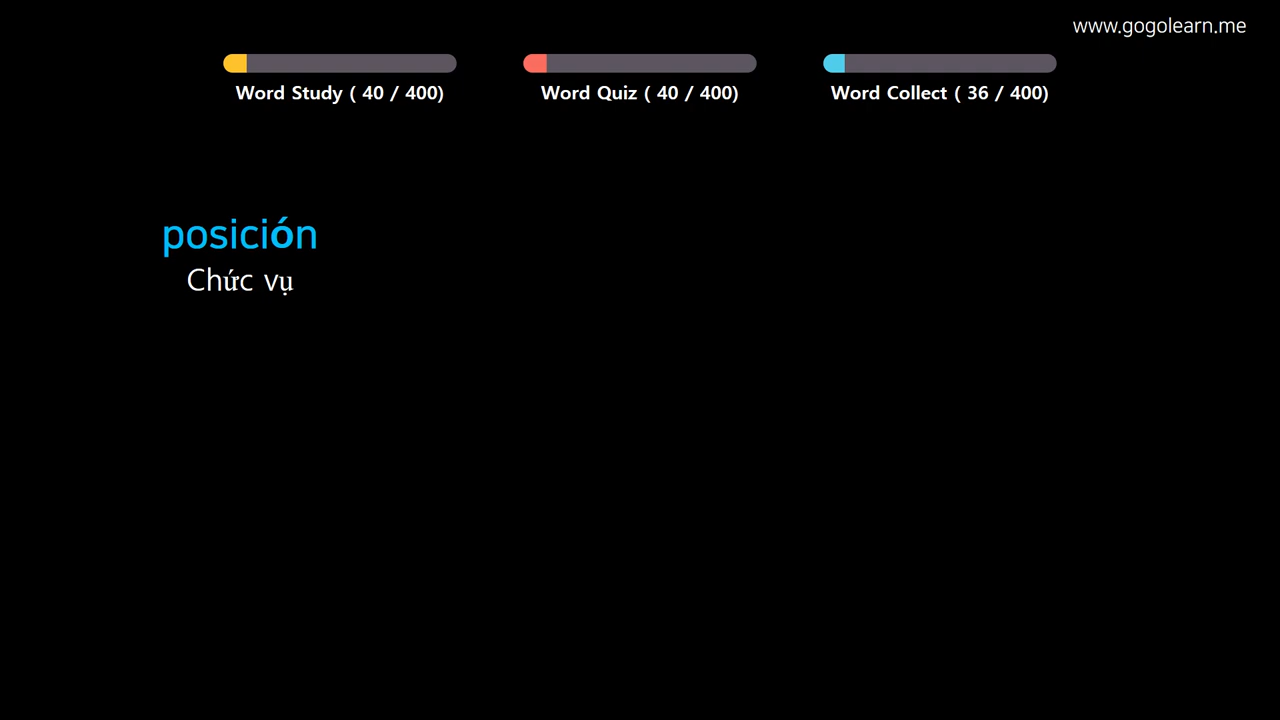 www.gogolearn.me
Word Study ( 40 / 400)
Word Quiz ( 40 / 400)
Word Collect ( 36 / 400)
posición
Chức vụ